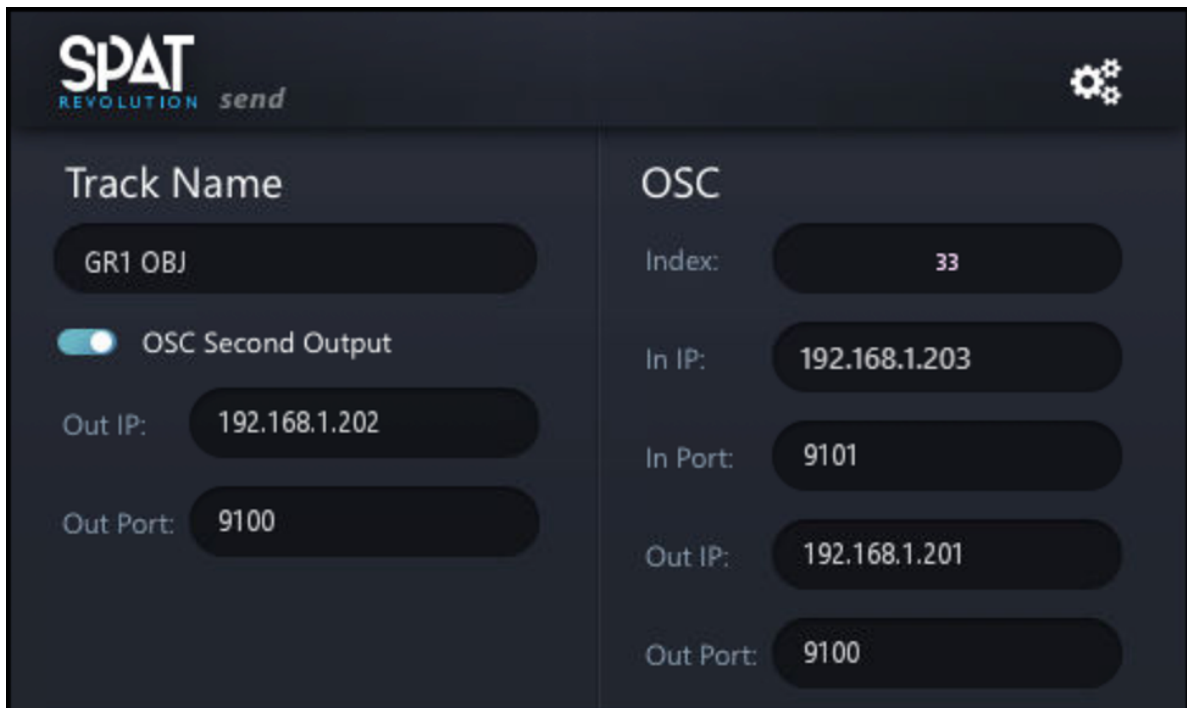 SPAT
REVOLUTION send
Track Name
GR1 OBJ
OSC Second Output
Out IP: 192.168.1.202
Out Port: 9100
OSC
Index: 33
In IP: 192.168.1.203
In Port: 9101
Out IP: 192.168.1.201
Out Port: 9100